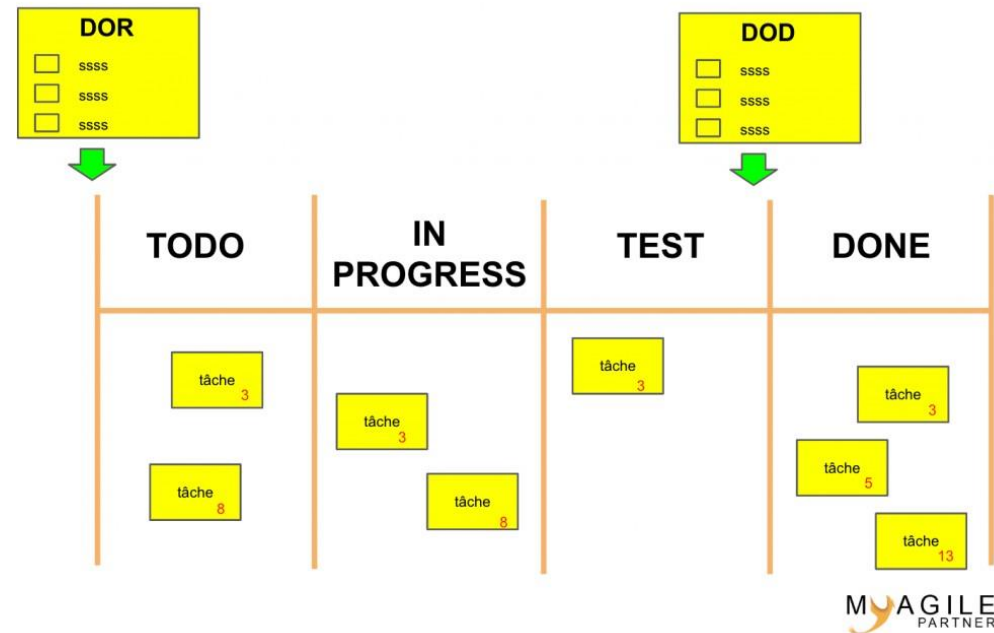 DOR
ssss
ssss
ssss
DOD
ssss
ssss
ssss
TODO
IN
PROGRESS
TEST
DONE
tâche
3
tâche
8
tâche
3
tâche
8
tâche
3
tâche
3
tâche
5
tâche
13
MYAGILE
PARTNER